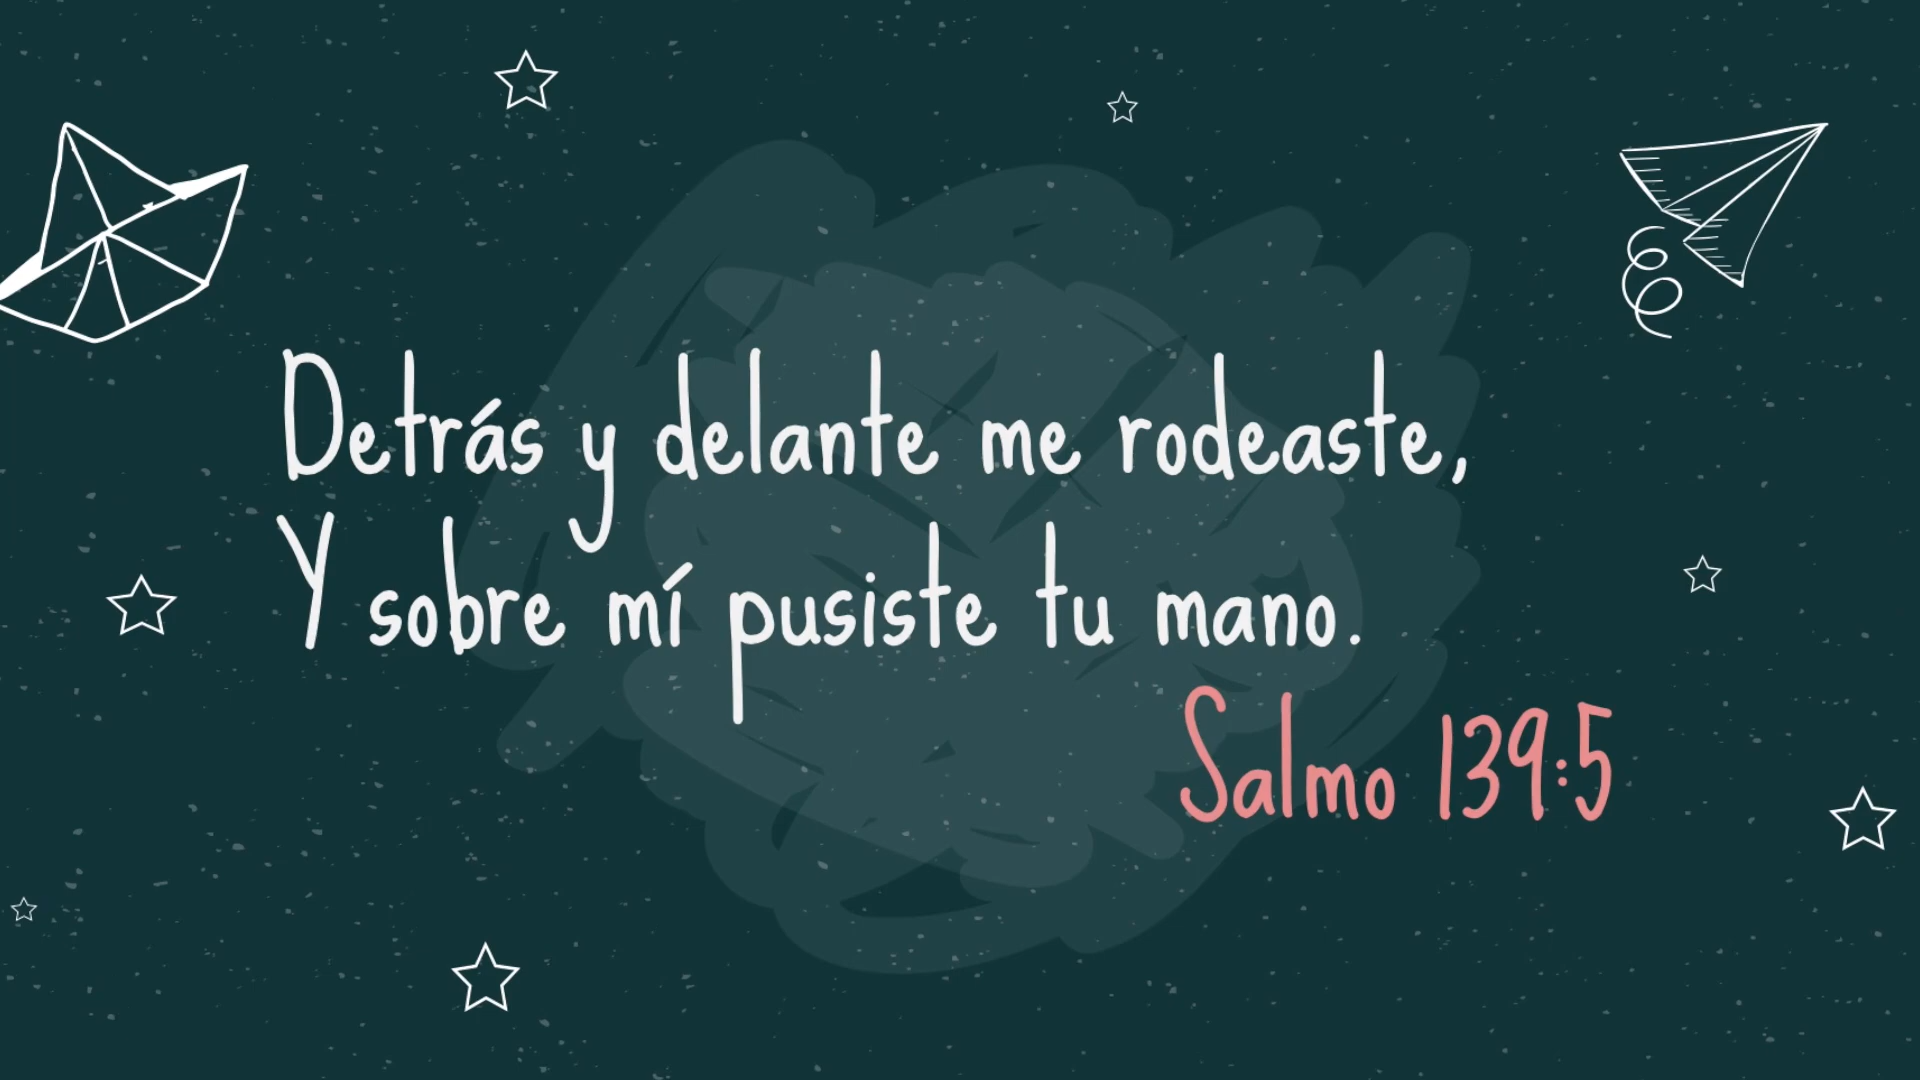 Detrás y delante me rodeaste,
Y sobre mí pusiste tu mano.
Salmo 139:5